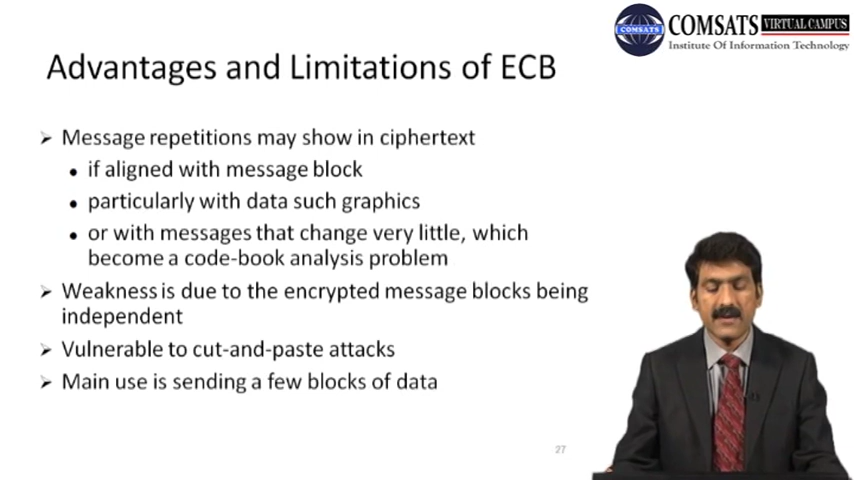 COMSATS VIRTUAL CAMPUS
COMSATS
Institute Of Information Technology
Advantages and Limitations of ECB
➢ Message repetitions may show in ciphertext
• if aligned with message block
• particularly with data such graphics
• or with messages that change very little, which
become a code-book analysis problem
➢ Weakness is due to the encrypted message blocks being
independent
➢ Vulnerable to cut-and-paste attacks
➢ Main use is sending a few blocks of data
27